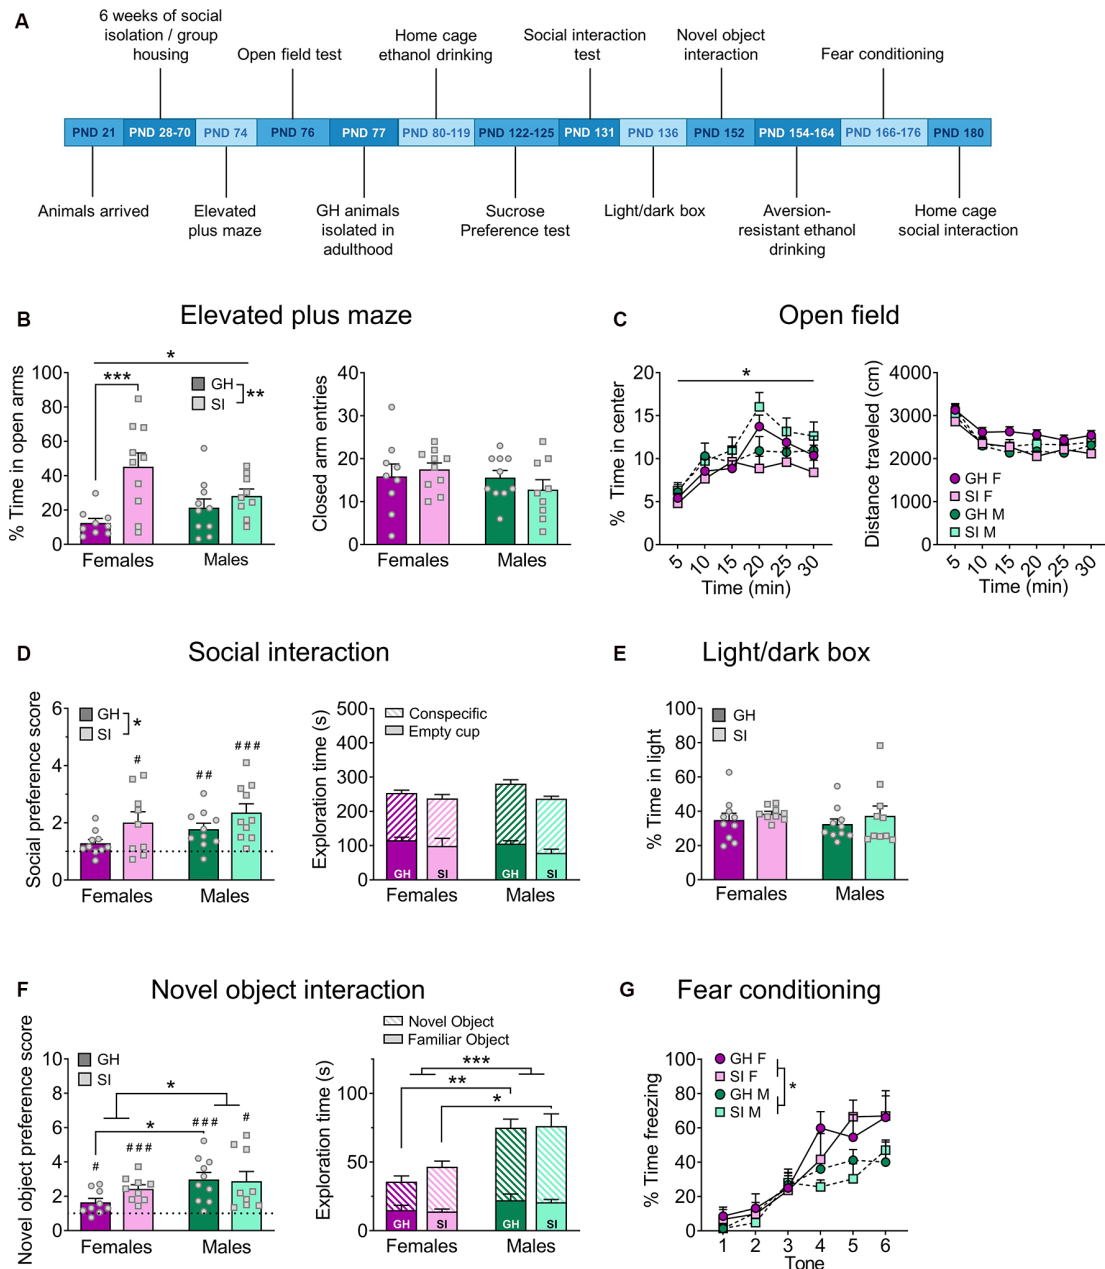 A
6 weeks of social
isolation / group
housing
Open field test
Home cage
ethanol drinking
Social interaction
test
Novel object
interaction
Fear conditioning
PND 21 PND 28-70 PND 74 PND 76 PND 77 PND 80-119 PND 122-125 PND 131 PND 136 PND 152 PND 154-164 PND 166-176 PND 180
Animals arrived
Elevated
plus maze
GH animals
isolated in
adulthood
Sucrose
Preference test
Light/dark box
Aversion-
resistant ethanol
drinking
Home cage
social interaction
B Elevated plus maze
% Time in open arms
100
80
60
40
20
0
*
***
GH
SI
**
Females Males
Closed arm entries
40
30
20
10
0
Females Males
C Open field
% Time in center
20
15
10
5
0
*
5 10 15 20 25 30
Time (min)
Distance traveled (cm)
4000
3000
2000
1000
0
GH F
SI F
GH M
SI M
5 10 15 20 25 30
Time (min)
D Social interaction
Social preference score
6
4
2
0
GH
SI
*
#
##
###
Females Males
Exploration time (s)
500
400
300
200
100
0
Conspecific
Empty cup
GH SI GH SI
Females Males
E Light/dark box
% Time in light
100
80
60
40
20
0
GH
SI
Females Males
F Novel object interaction
Novel object preference score
10
8
6
4
2
0
GH
SI
*
*
#
###
###
#
Females Males
Novel Object
Familiar Object
Exploration time (s)
100
50
0
***
**
*
GH SI GH SI
Females Males
G Fear conditioning
% Time freezing
100
80
60
40
20
0
GH F
SI F
GH M
SI M
*
1 2 3 4 5 6
Tone